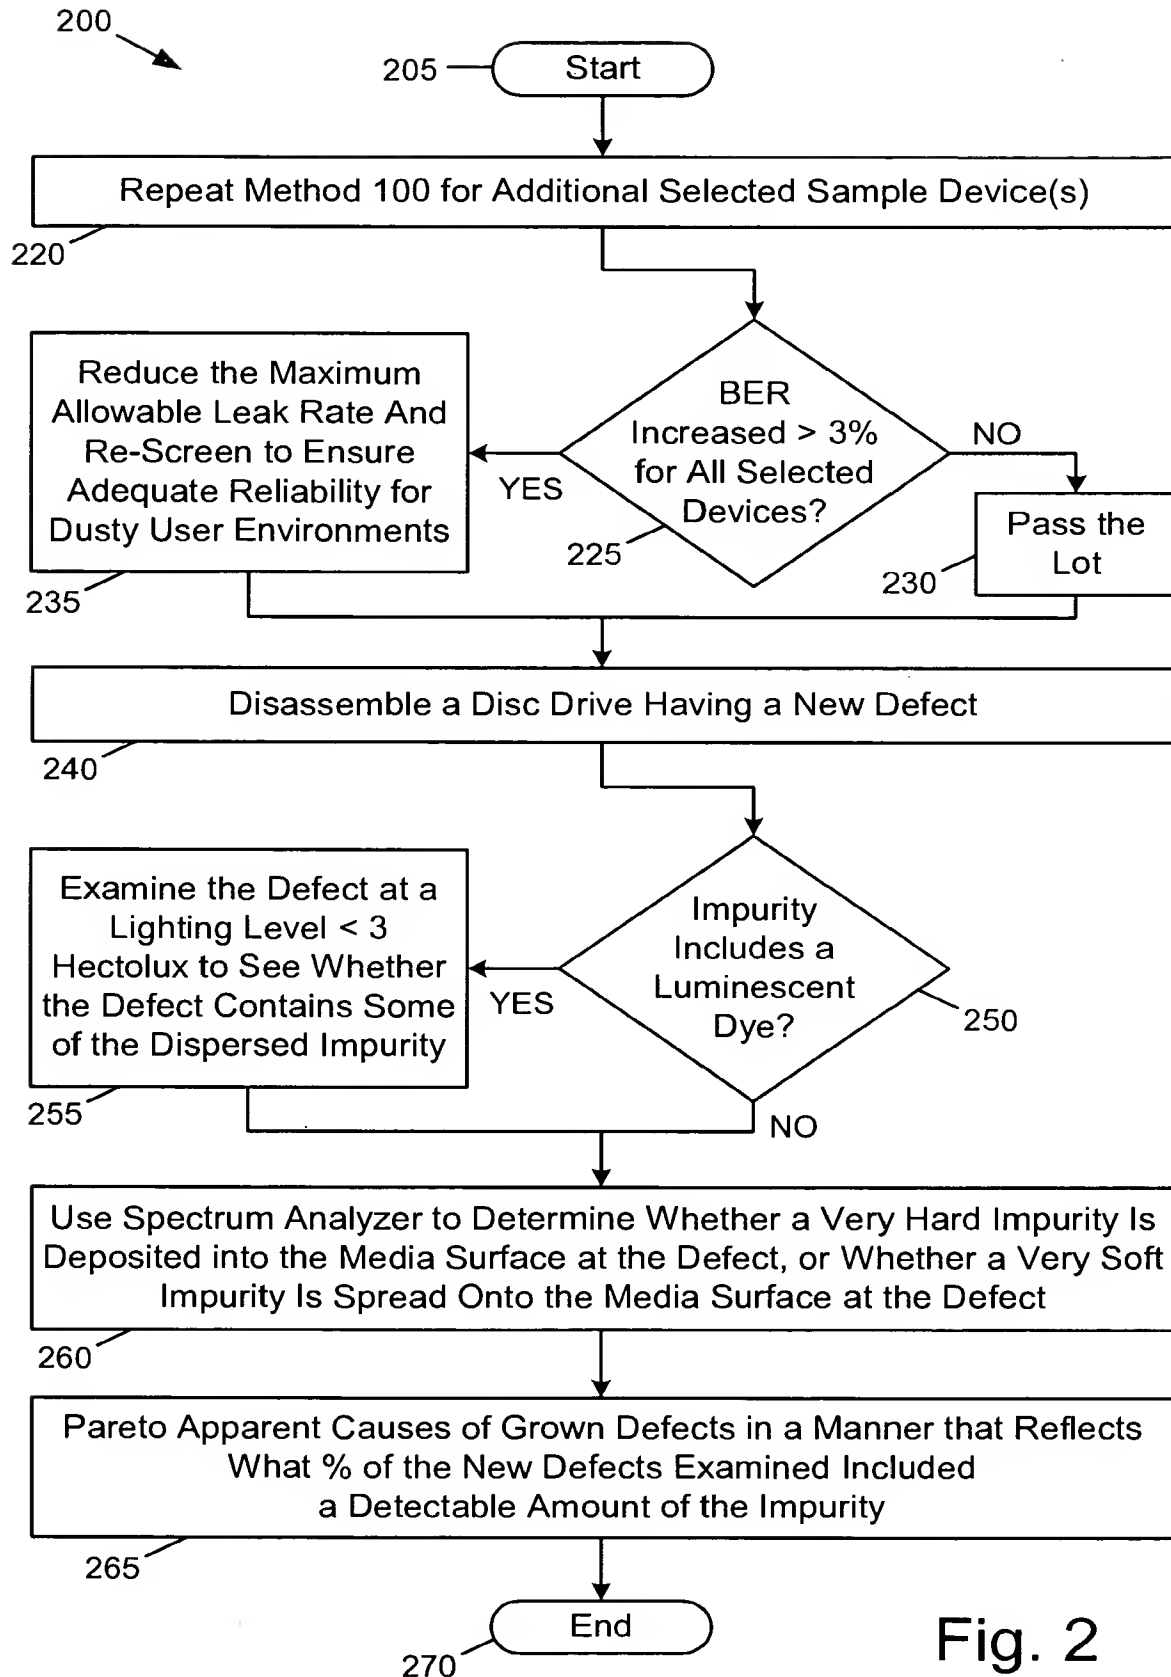 200
205
Start
Repeat Method 100 for Additional Selected Sample Device(s)
220
Reduce the Maximum
Allowable Leak Rate And
Re-Screen to Ensure
Adequate Reliability for
Dusty User Environments
235
YES
BER
Increased > 3%
for All Selected
Devices?
225
NO
Pass the
Lot
230
Disassemble a Disc Drive Having a New Defect
240
Examine the Defect at a
Lighting Level < 3
Hectolux to See Whether
the Defect Contains Some
of the Dispersed Impurity
255
YES
Impurity
Includes a
Luminescent
Dye?
250
NO
Use Spectrum Analyzer to Determine Whether a Very Hard Impurity Is
Deposited into the Media Surface at the Defect, or Whether a Very Soft
Impurity Is Spread Onto the Media Surface at the Defect
260
Pareto Apparent Causes of Grown Defects in a Manner that Reflects
What % of the New Defects Examined Included
a Detectable Amount of the Impurity
265
End
270
Fig. 2